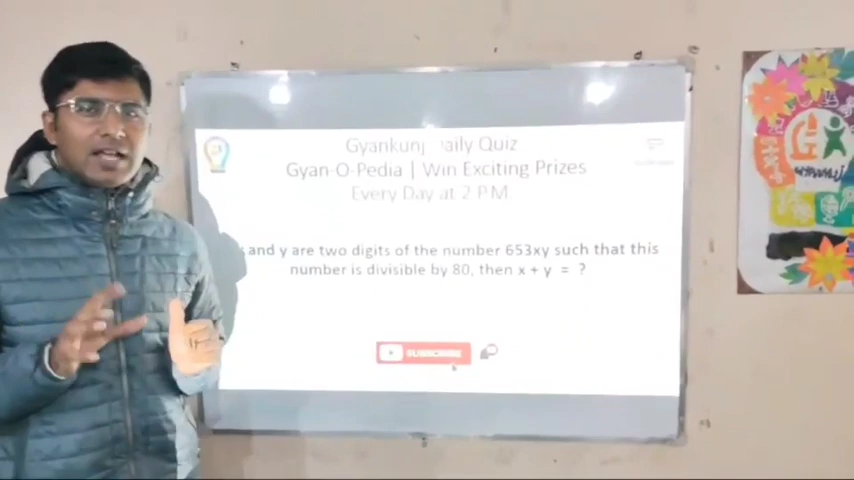 Gyankunj Daily Quiz
Gyan-O-Pedia | Win Exciting Prizes
Every Day at 2 P.M
x and y are two digits of the number 653xy such that this
number is divisible by 80, then x + y = ?
SUBSCRIBE